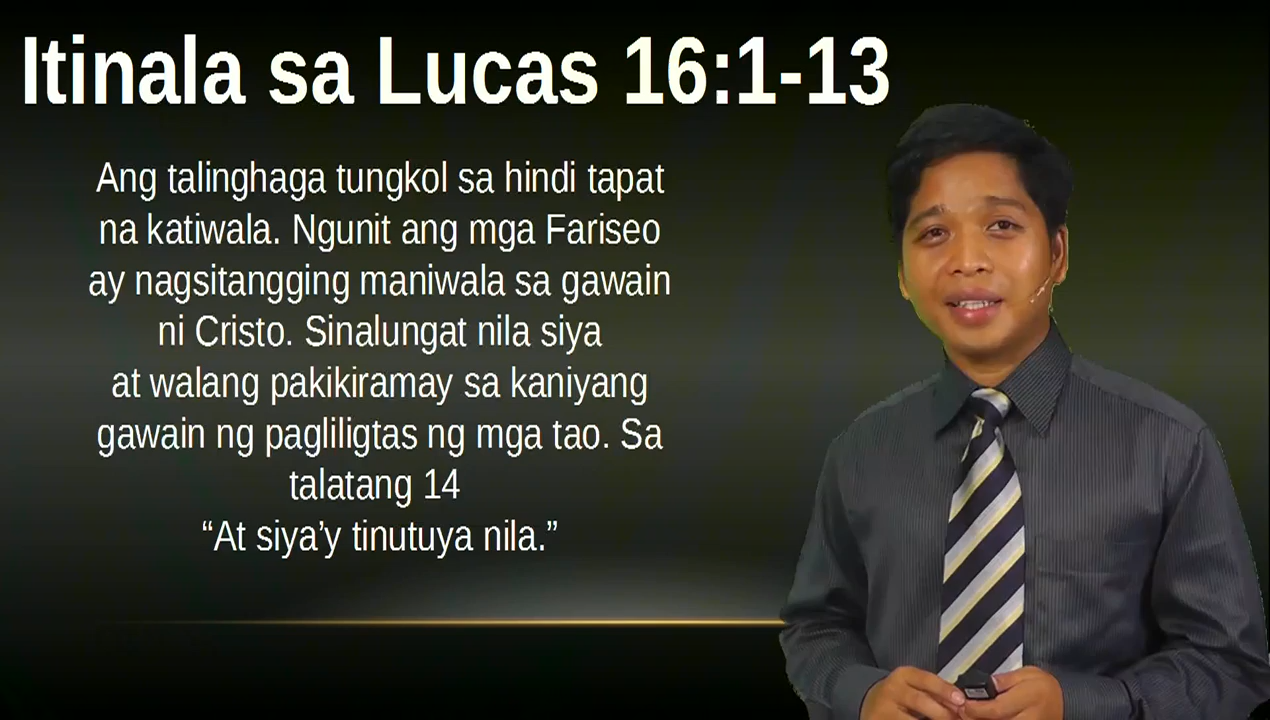 Itinala sa Lucas 16:1-13
Ang talinghaga tungkol sa hindi tapat
na katiwala. Ngunit ang mga Fariseo
ay nagsitangging maniwala sa gawain
ni Cristo. Sinalungat nila siya
at walang pakikiramay sa kaniyang
gawain ng pagliligtas ng mga tao. Sa
talatang 14
“At siya’y tinutuya nila.”